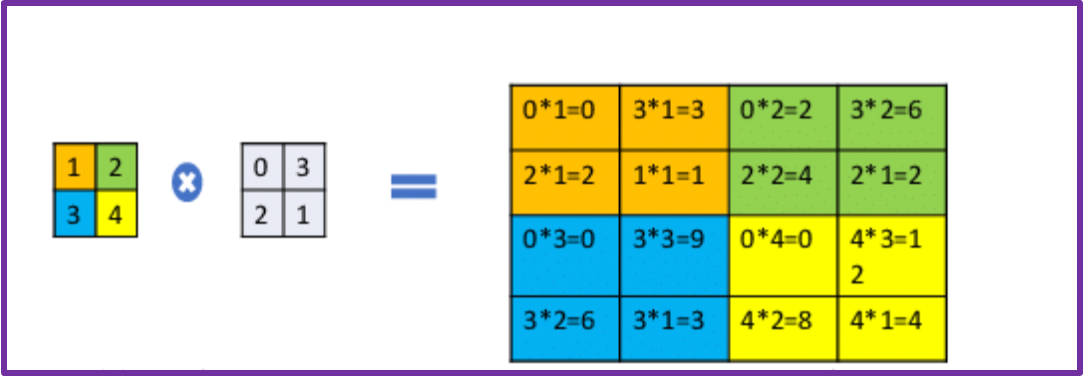 0*1=0 3*1=3 0*2=2 3*2=6
1 2 0 3
2*1=2 1*1=1 2*2=4 2*1=2
3 4 2 1
0*3=0 3*3=9 0*4=0 4*3=1
2
3*2=6 3*1=3 4*2=8 4*1=4